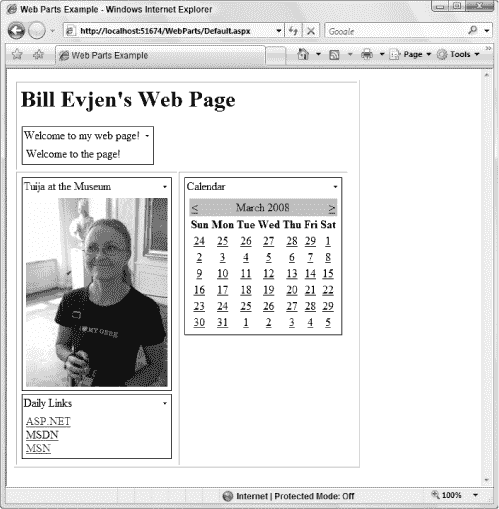 Web Parts Example - Windows Internet Explorer
http://localhost:51674/WebParts/Default.aspx
Google
Web Parts Example
Page
Tools
Bill Evjen's Web Page
Welcome to my web page!
Welcome to the page!
Tuija at the Museum
I MY GEEK
Daily Links
ASP.NET
MSDN
MSN
Calendar
< March 2008 >
Sun Mon Tue Wed Thu Fri Sat
24 25 26 27 28 29 1
2 3 4 5 6 7 8
9 10 11 12 13 14 15
16 17 18 19 20 21 22
23 24 25 26 27 28 29
30 31 1 2 3 4 5
Internet | Protected Mode: Off
100%